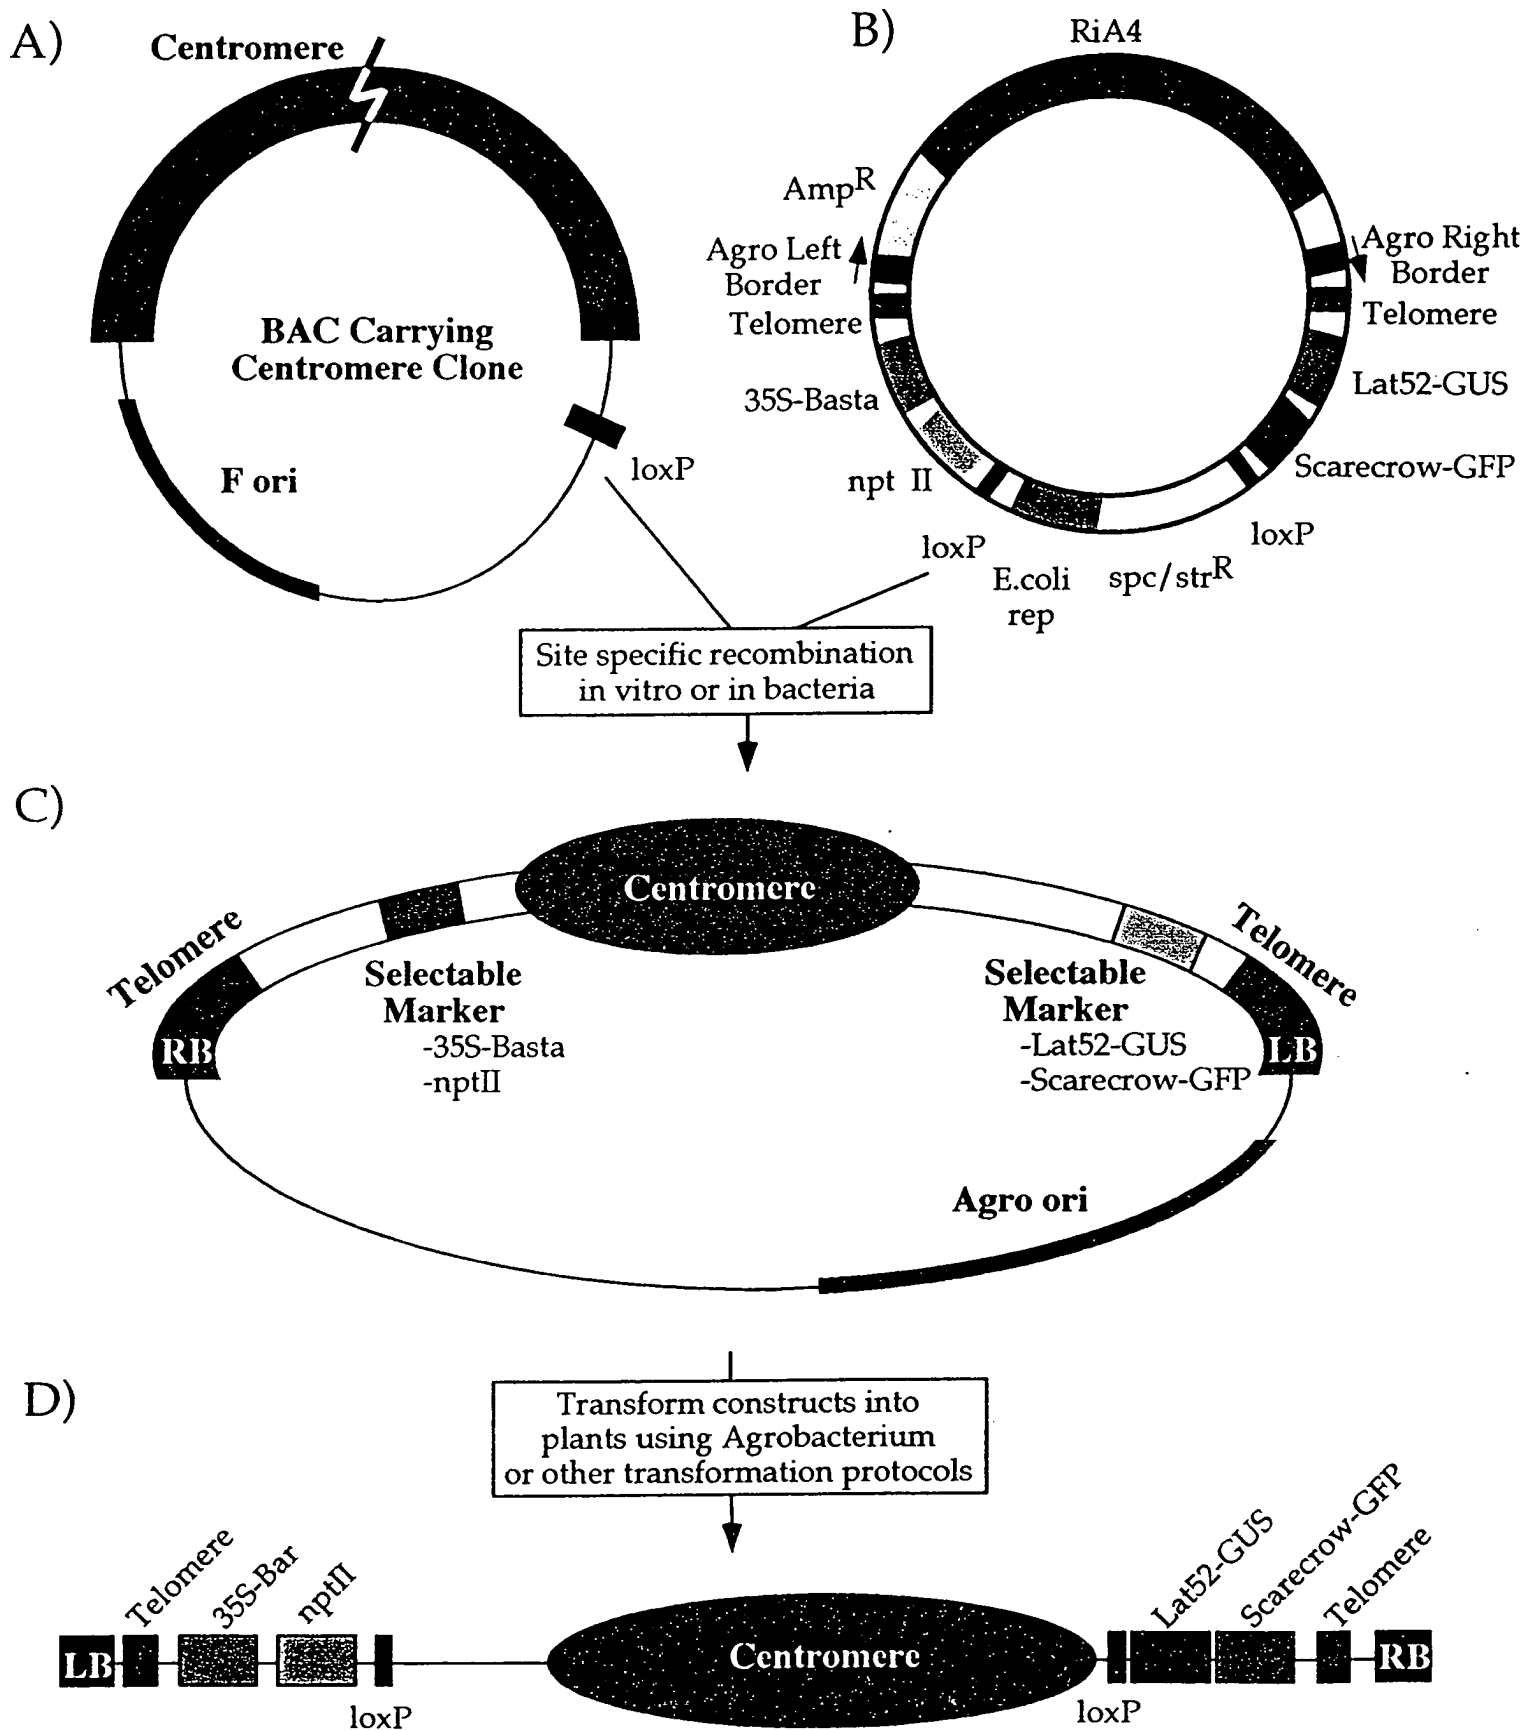 A)
Centromere
BAC Carrying
Centromere Clone
F ori
loxP
B)
RiA4
AmpR
Agro Left
Border
Telomere
35S-Basta
npt II
loxP
E.coli
rep
spc/strR
loxP
Scarecrow-GFP
Lat52-GUS
Telomere
Agro Right
Border
Site specific recombination
in vitro or in bacteria
C)
Centromere
Telomere
RB
Selectable
Marker
-35S-Basta
-nptII
Selectable
Marker
-Lat52-GUS
-Scarecrow-GFP
Telomere
LB
Agro ori
D)
Transform constructs into
plants using Agrobacterium
or other transformation protocols
LB
Telomere
35S-Bar
nptII
loxP
Centromere
loxP
Lat52-GUS
Scarecrow-GFP
Telomere
RB